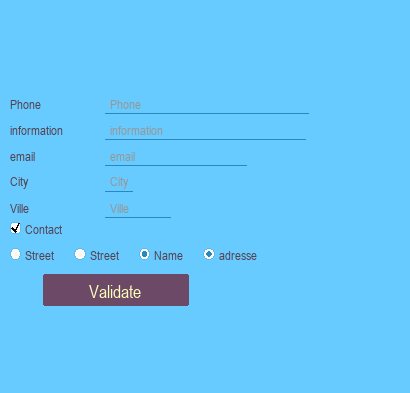 Phone Phone
information information
email email
City City
Ville Ville
Contact
Street Street Name adresse
Validate